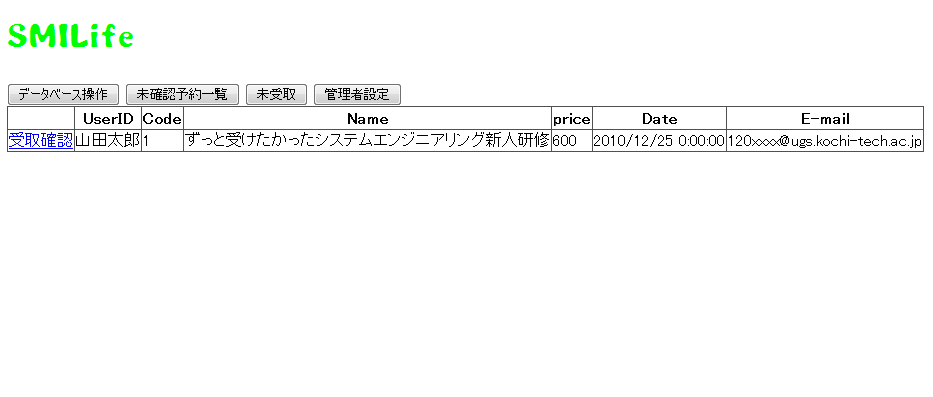 SMILife
データベース操作 未確認予約一覧 未受取 管理者設定
UserID Code Name price Date E-mail
受取確認 山田太郎 1 ずっと受けたかったシステムエンジニアリング新人研修 600 2010/12/25 0:00:00 120xxxx@ugs.kochi-tech.ac.jp